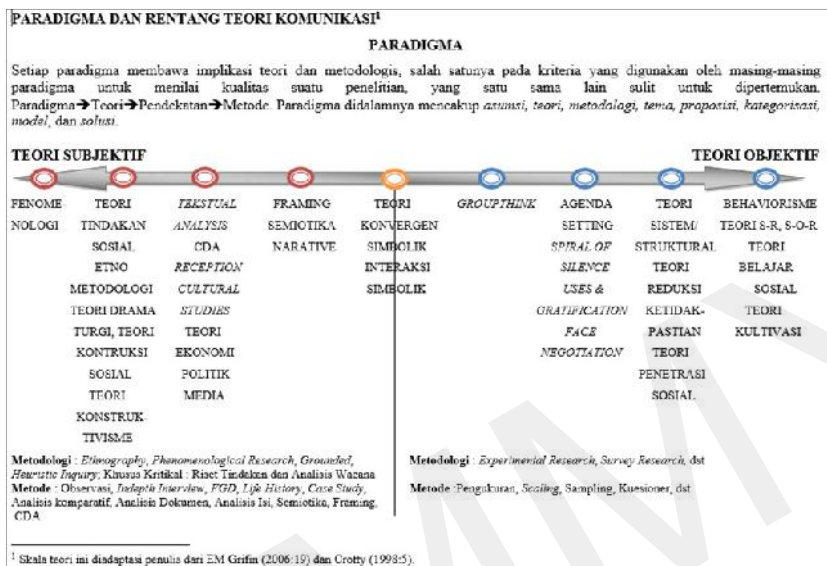 PARADIGMA DAN RENTANG TEORI KOMUNIKASI¹
PARADIGMA
Setiap paradigma membawa implikasi teori dan metodologis, salah satunya pada kriteria yang digunakan oleh masing-masing
paradigma untuk menilai kualitas suatu penelitian, yang satu sama lain sulit untuk dipertemukan.
Paradigma➔Teori➔Pendekatan➔Metode. Paradigma didalamnya mencakup asumsi, teori, metodologi, tema, proposisi, kategorisasi,
model, dan solusi.
TEORI SUBJEKTIF
TEORI OBJEKTIF
FENOME
NOLOGI
TEORI
TINDAKAN
SOSIAL
ETNO
METODOLOGI
TEORI DRAMA
TURGI, TEORI
KONTRUKSI
SOSIAL
TEORI
KONSTRUK-
TIVISME
TEKSTUAL
ANALYSIS
CDA
RECEPTION
CULTURAL
STUDIES
TEORI
EKONOMI
POLITIK
MEDIA
FRAMING
SEMIOTIKA
NARATIVE
TEORI
KONVERGEN
SIMBOLIK
INTERAKSI
SIMBOLIK
GROUPTHINK
AGENDA
SETTING
SPIRAL OF
SILENCE
USES &
GRATIFICATION
FACE
NEGOTIATION
TEORI
SISTEM/
STRUKTURAL
TEORI
REDUKSI
KETIDAK-
PASTIAN
TEORI
PENETRASI
SOSIAL
BEHAVIORISME
TEORI S-R, S-O-R
TEORI
BELAJAR
SOSIAL
TEORI
KULTIVASI
Metodologi : Ethnography, Phenomenological Research, Grounded,
Heuristic Inquiry; Khusus Kritikal : Riset Tindakan dan Analisis Wacana
Metode : Observasi, Indepth Interview, FGD, Life History, Case Study,
Analisis komparatif, Analisis Dokumen, Analisis Isi, Semiotika, Framing,
CDA
Metodologi : Experimental Research, Survey Research, dst
Metode :Pengukuran, Scaling, Sampling, Kuesioner, dst
¹ Skala teori ini diadaptasi penulis dari EM Grifin (2006:19) dan Crotty (1998:5).